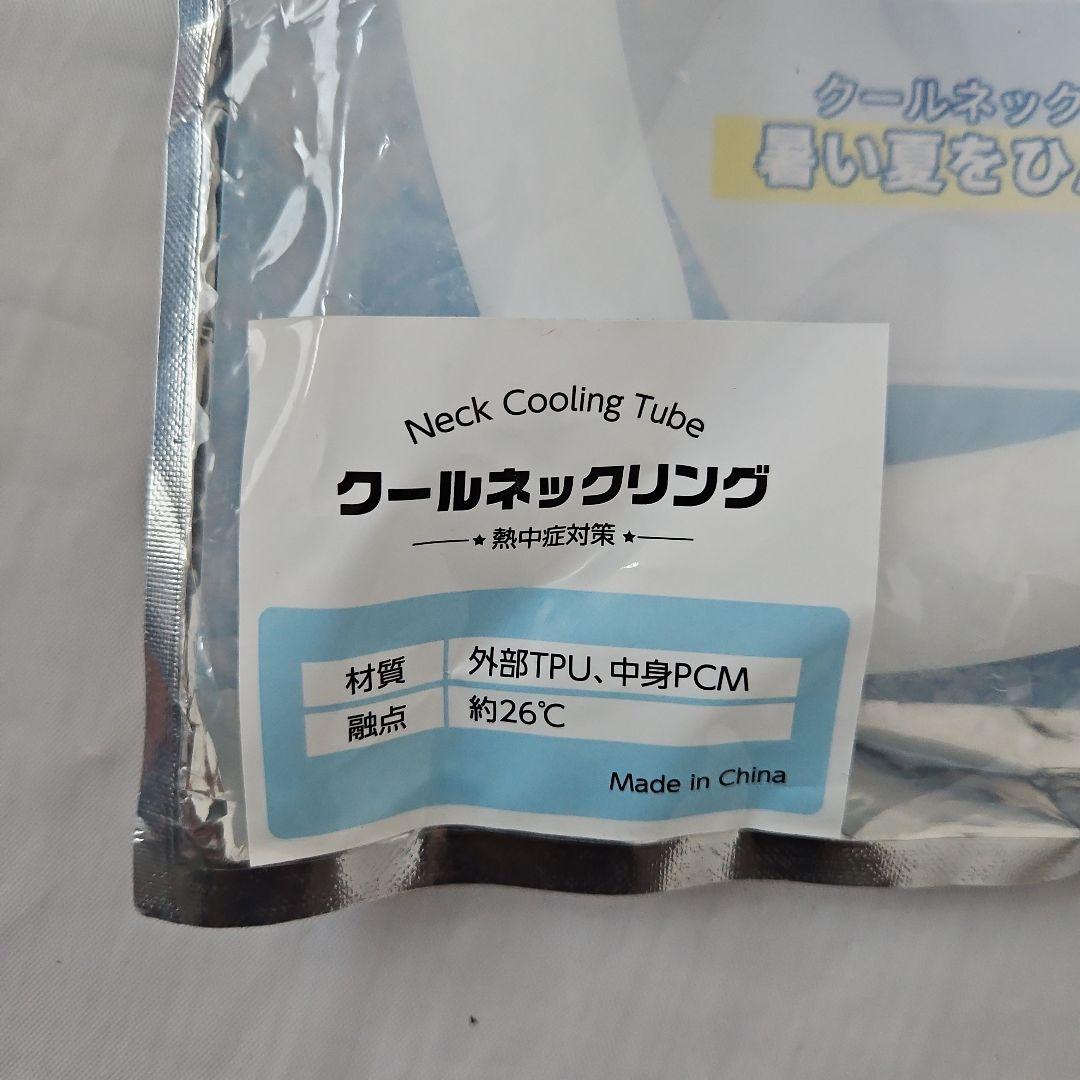 クールネック
暑い夏をひ
Neck Cooling Tube
クールネックリング
★熱中症対策★
材質 外部TPU、中身PCM
融点 約26℃
Made in China